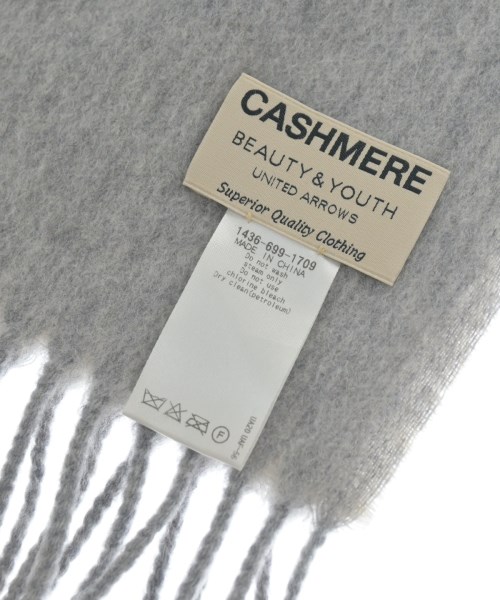 CASHMERE
BEAUTY & YOUTH
UNITED ARROWS
Superior Quality Clothing
1436-699-1709
MADE IN CHINA
Do not wash
steam only
Do not use
chlorine bleach
Dry clean(petroleum)
F